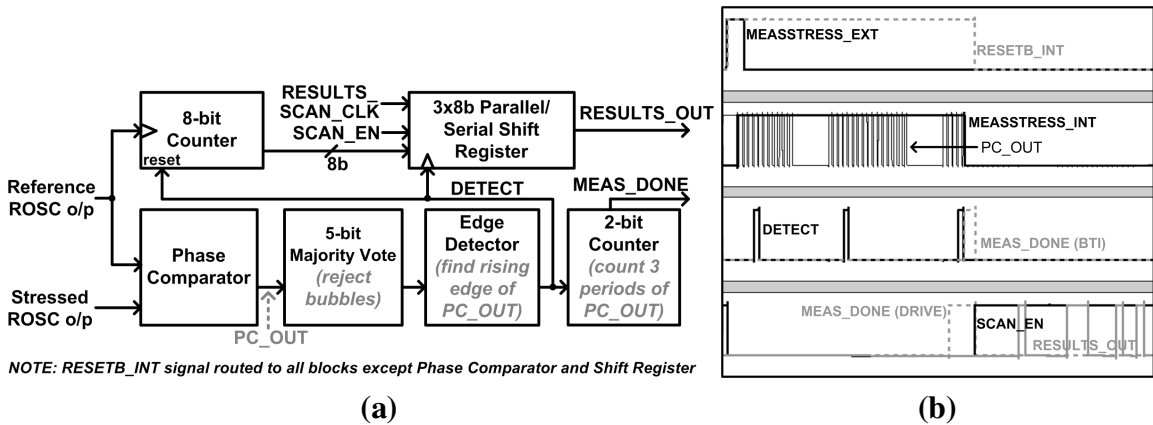 8-bit
Counter
reset
RESULTS_
SCAN_CLK
SCAN_EN
8b
3x8b Parallel/
Serial Shift
Register
RESULTS_OUT
DETECT
MEAS_DONE
Reference
ROSC o/p
Stressed
ROSC o/p
Phase
Comparator
PC_OUT
5-bit
Majority Vote
(reject
bubbles)
Edge
Detector
(find rising
edge of
PC_OUT)
2-bit
Counter
(count 3
periods of
PC_OUT)
NOTE: RESETB_INT signal routed to all blocks except Phase Comparator and Shift Register
(a)
MEASSTRESS_EXT
RESETB_INT
MEASSTRESS_INT
PC_OUT
DETECT
MEAS_DONE (BTI)
MEAS_DONE (DRIVE)
SCAN_EN
RESULTS_OUT
(b)